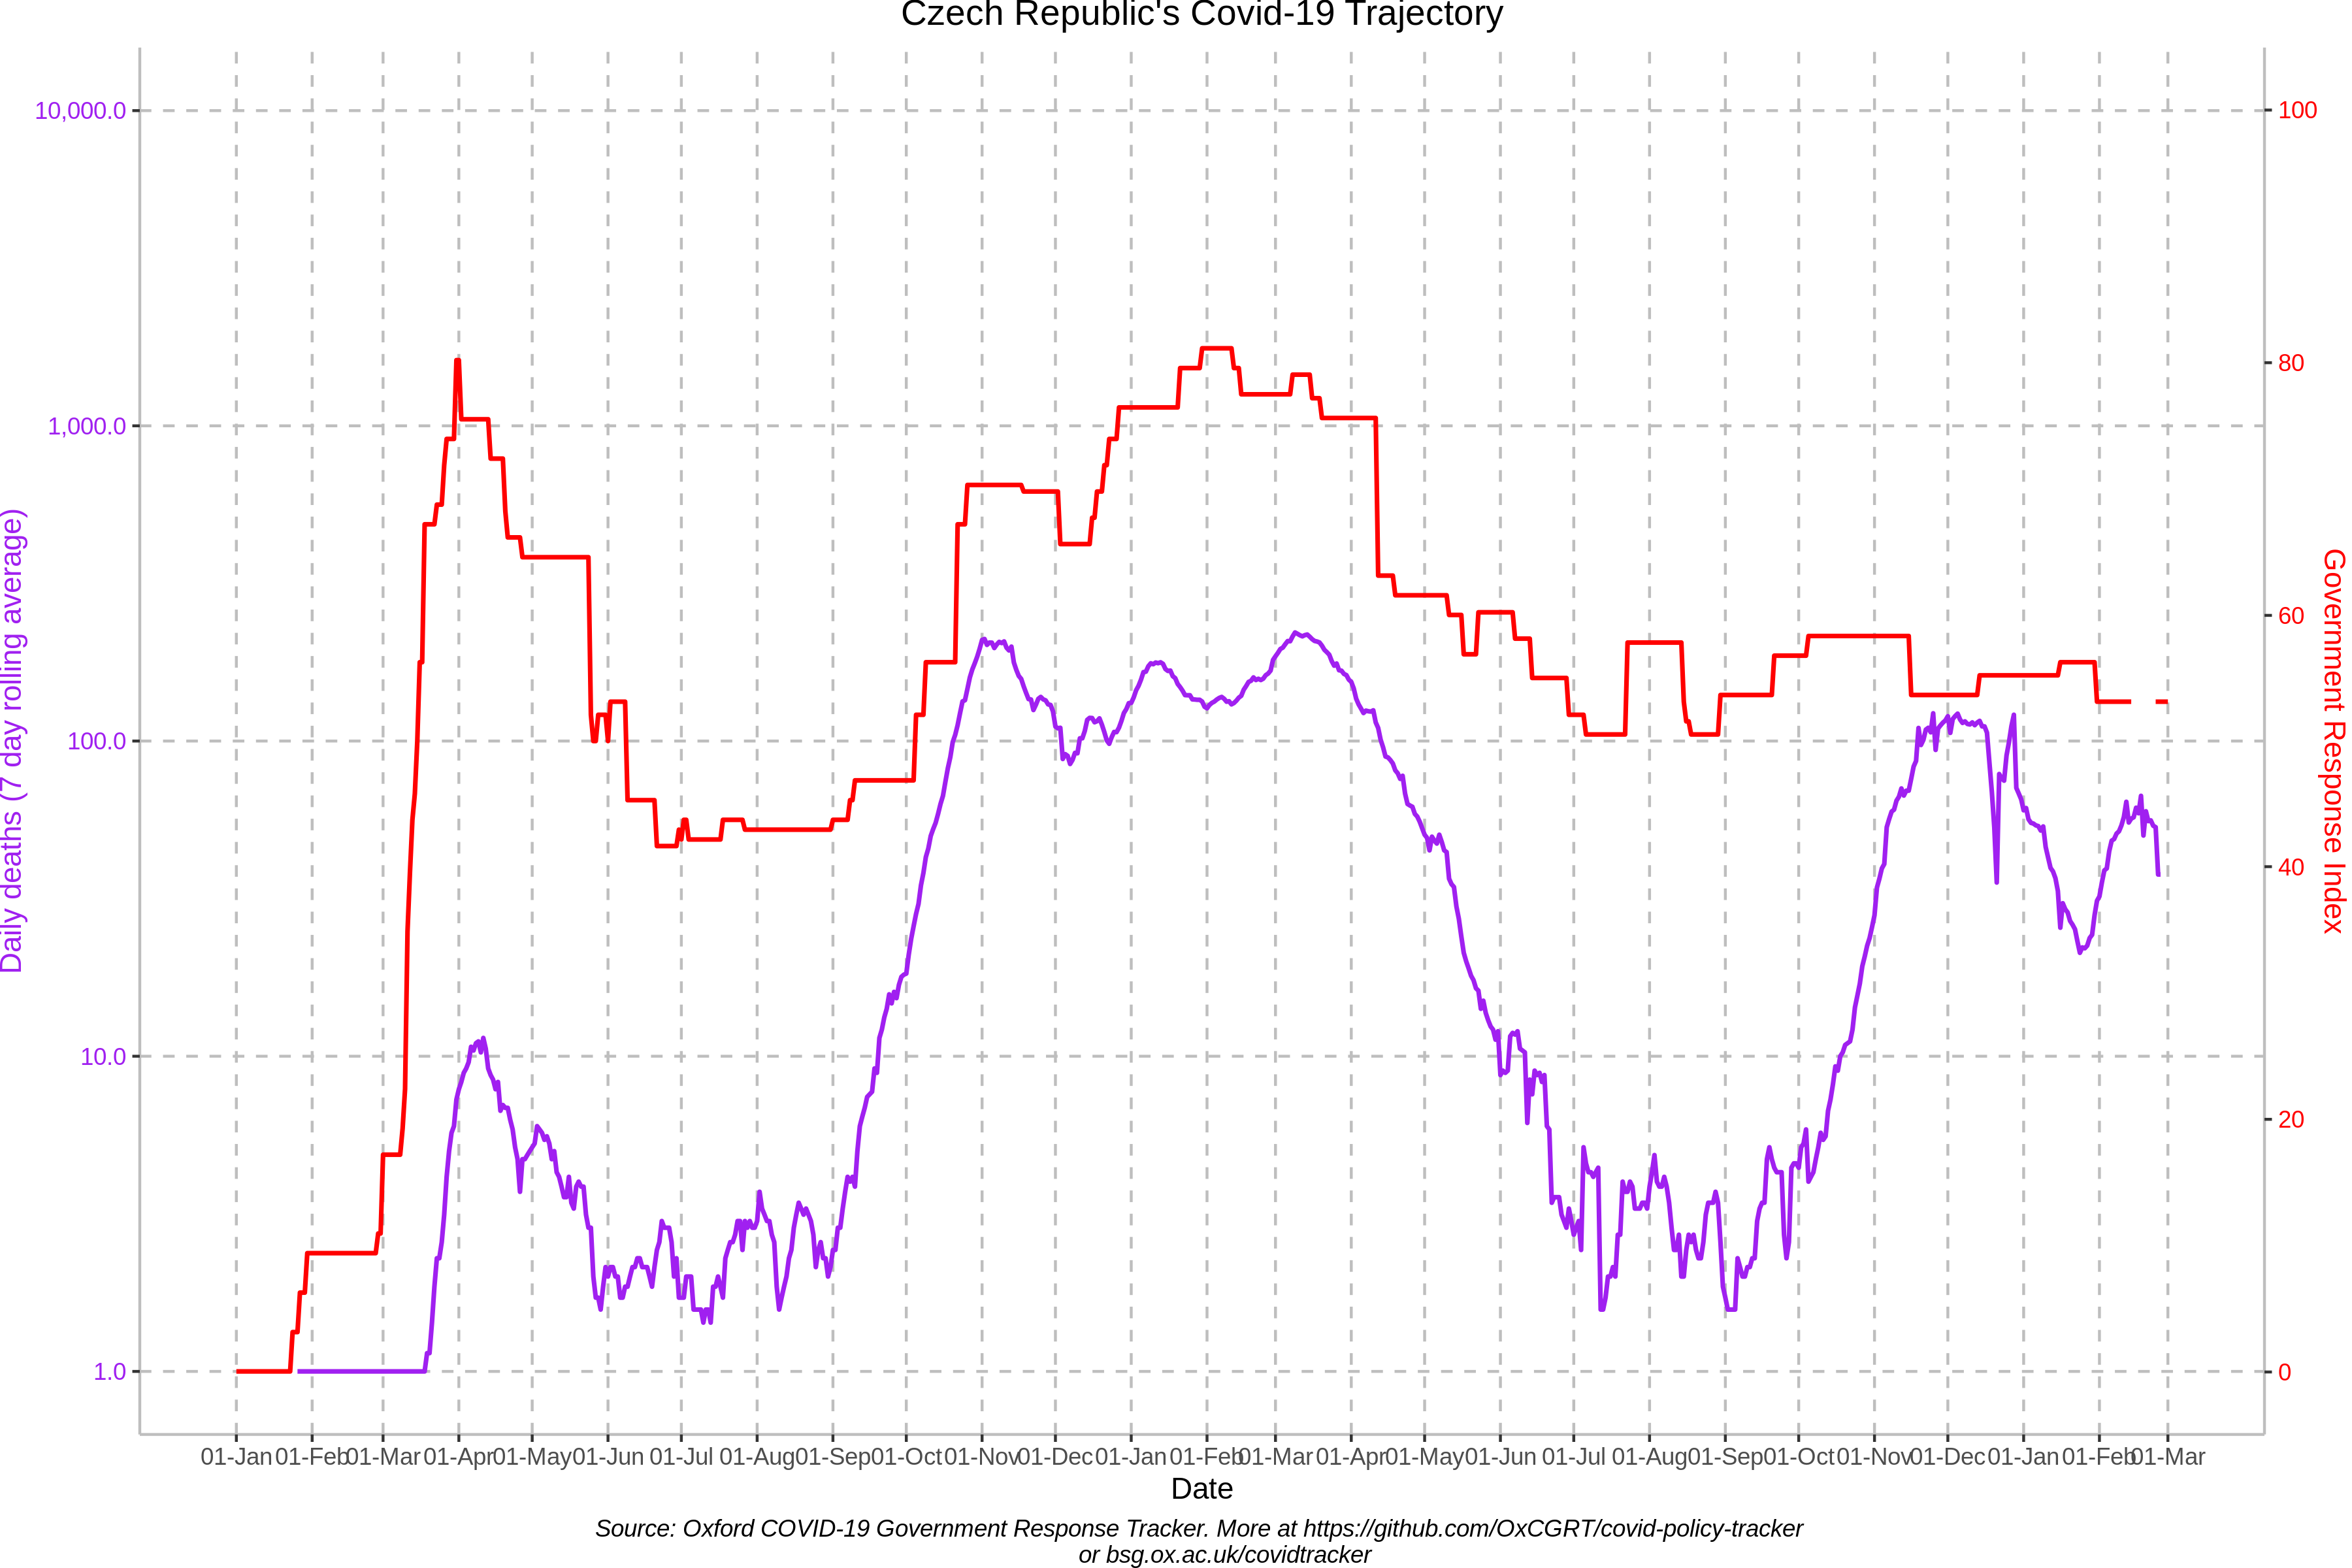 Czech Republic's Covid-19 Trajectory
10,000.0
1,000.0
100.0
10.0
1.0
Daily deaths (7 day rolling average)
100
80
60
40
20
0
Government Response Index
01-Jan 01-Feb 01-Mar 01-Apr 01-May 01-Jun 01-Jul 01-Aug 01-Sep 01-Oct 01-Nov 01-Dec 01-Jan 01-Feb 01-Mar 01-Apr 01-May 01-Jun 01-Jul 01-Aug 01-Sep 01-Oct 01-Nov 01-Dec 01-Jan 01-Feb 01-Mar
Date
Source: Oxford COVID-19 Government Response Tracker. More at https://github.com/OxCGRT/covid-policy-tracker
or bsg.ox.ac.uk/covidtracker